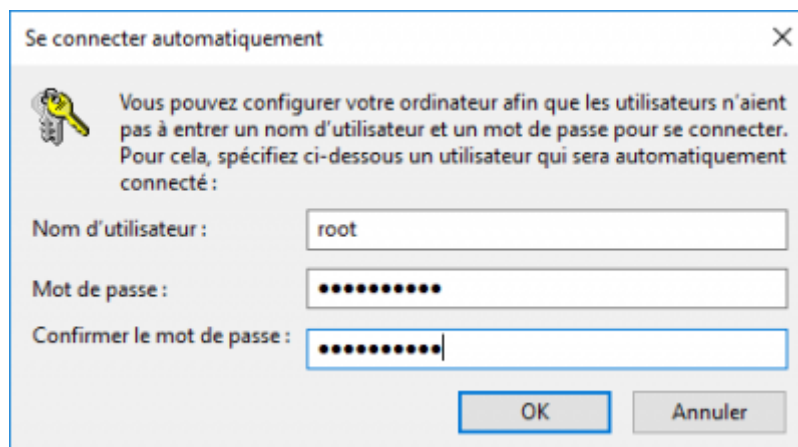 Se connecter automatiquement
Vous pouvez configurer votre ordinateur afin que les utilisateurs n'aient
pas à entrer un nom d'utilisateur et un mot de passe pour se connecter.
Pour cela, spécifiez ci-dessous un utilisateur qui sera automatiquement
connecté :
Nom d'utilisateur : root
Mot de passe : ●●●●●●●●●●
Confirmer le mot de passe : ●●●●●●●●●●
OK Annuler